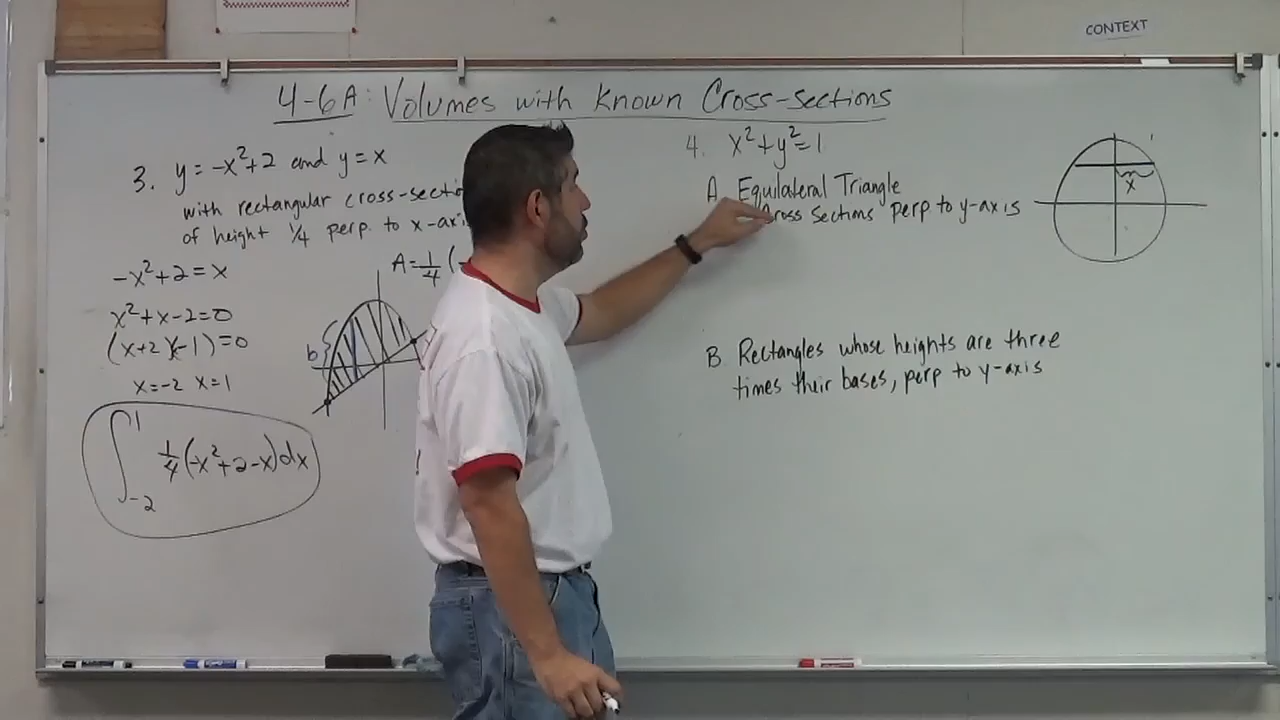 CONTEXT
4-6A: Volumes with Known Cross-sections
3. y = -x²+2 and y = x
with rectangular
of height 1/4 perp. to x-axis
-x²+2 = x
x²+x-2=0
(x+2)(x-1)=0
x=-2 x=1
∫₋₂¹ 1/4(-x²+2-x)dx
A=1/4(
b
4. x²+y²=1
A Equilateral Triangle
Cross Sections perp to y-axis
x
B Rectangles whose heights are three
times their bases, perp to y-axis